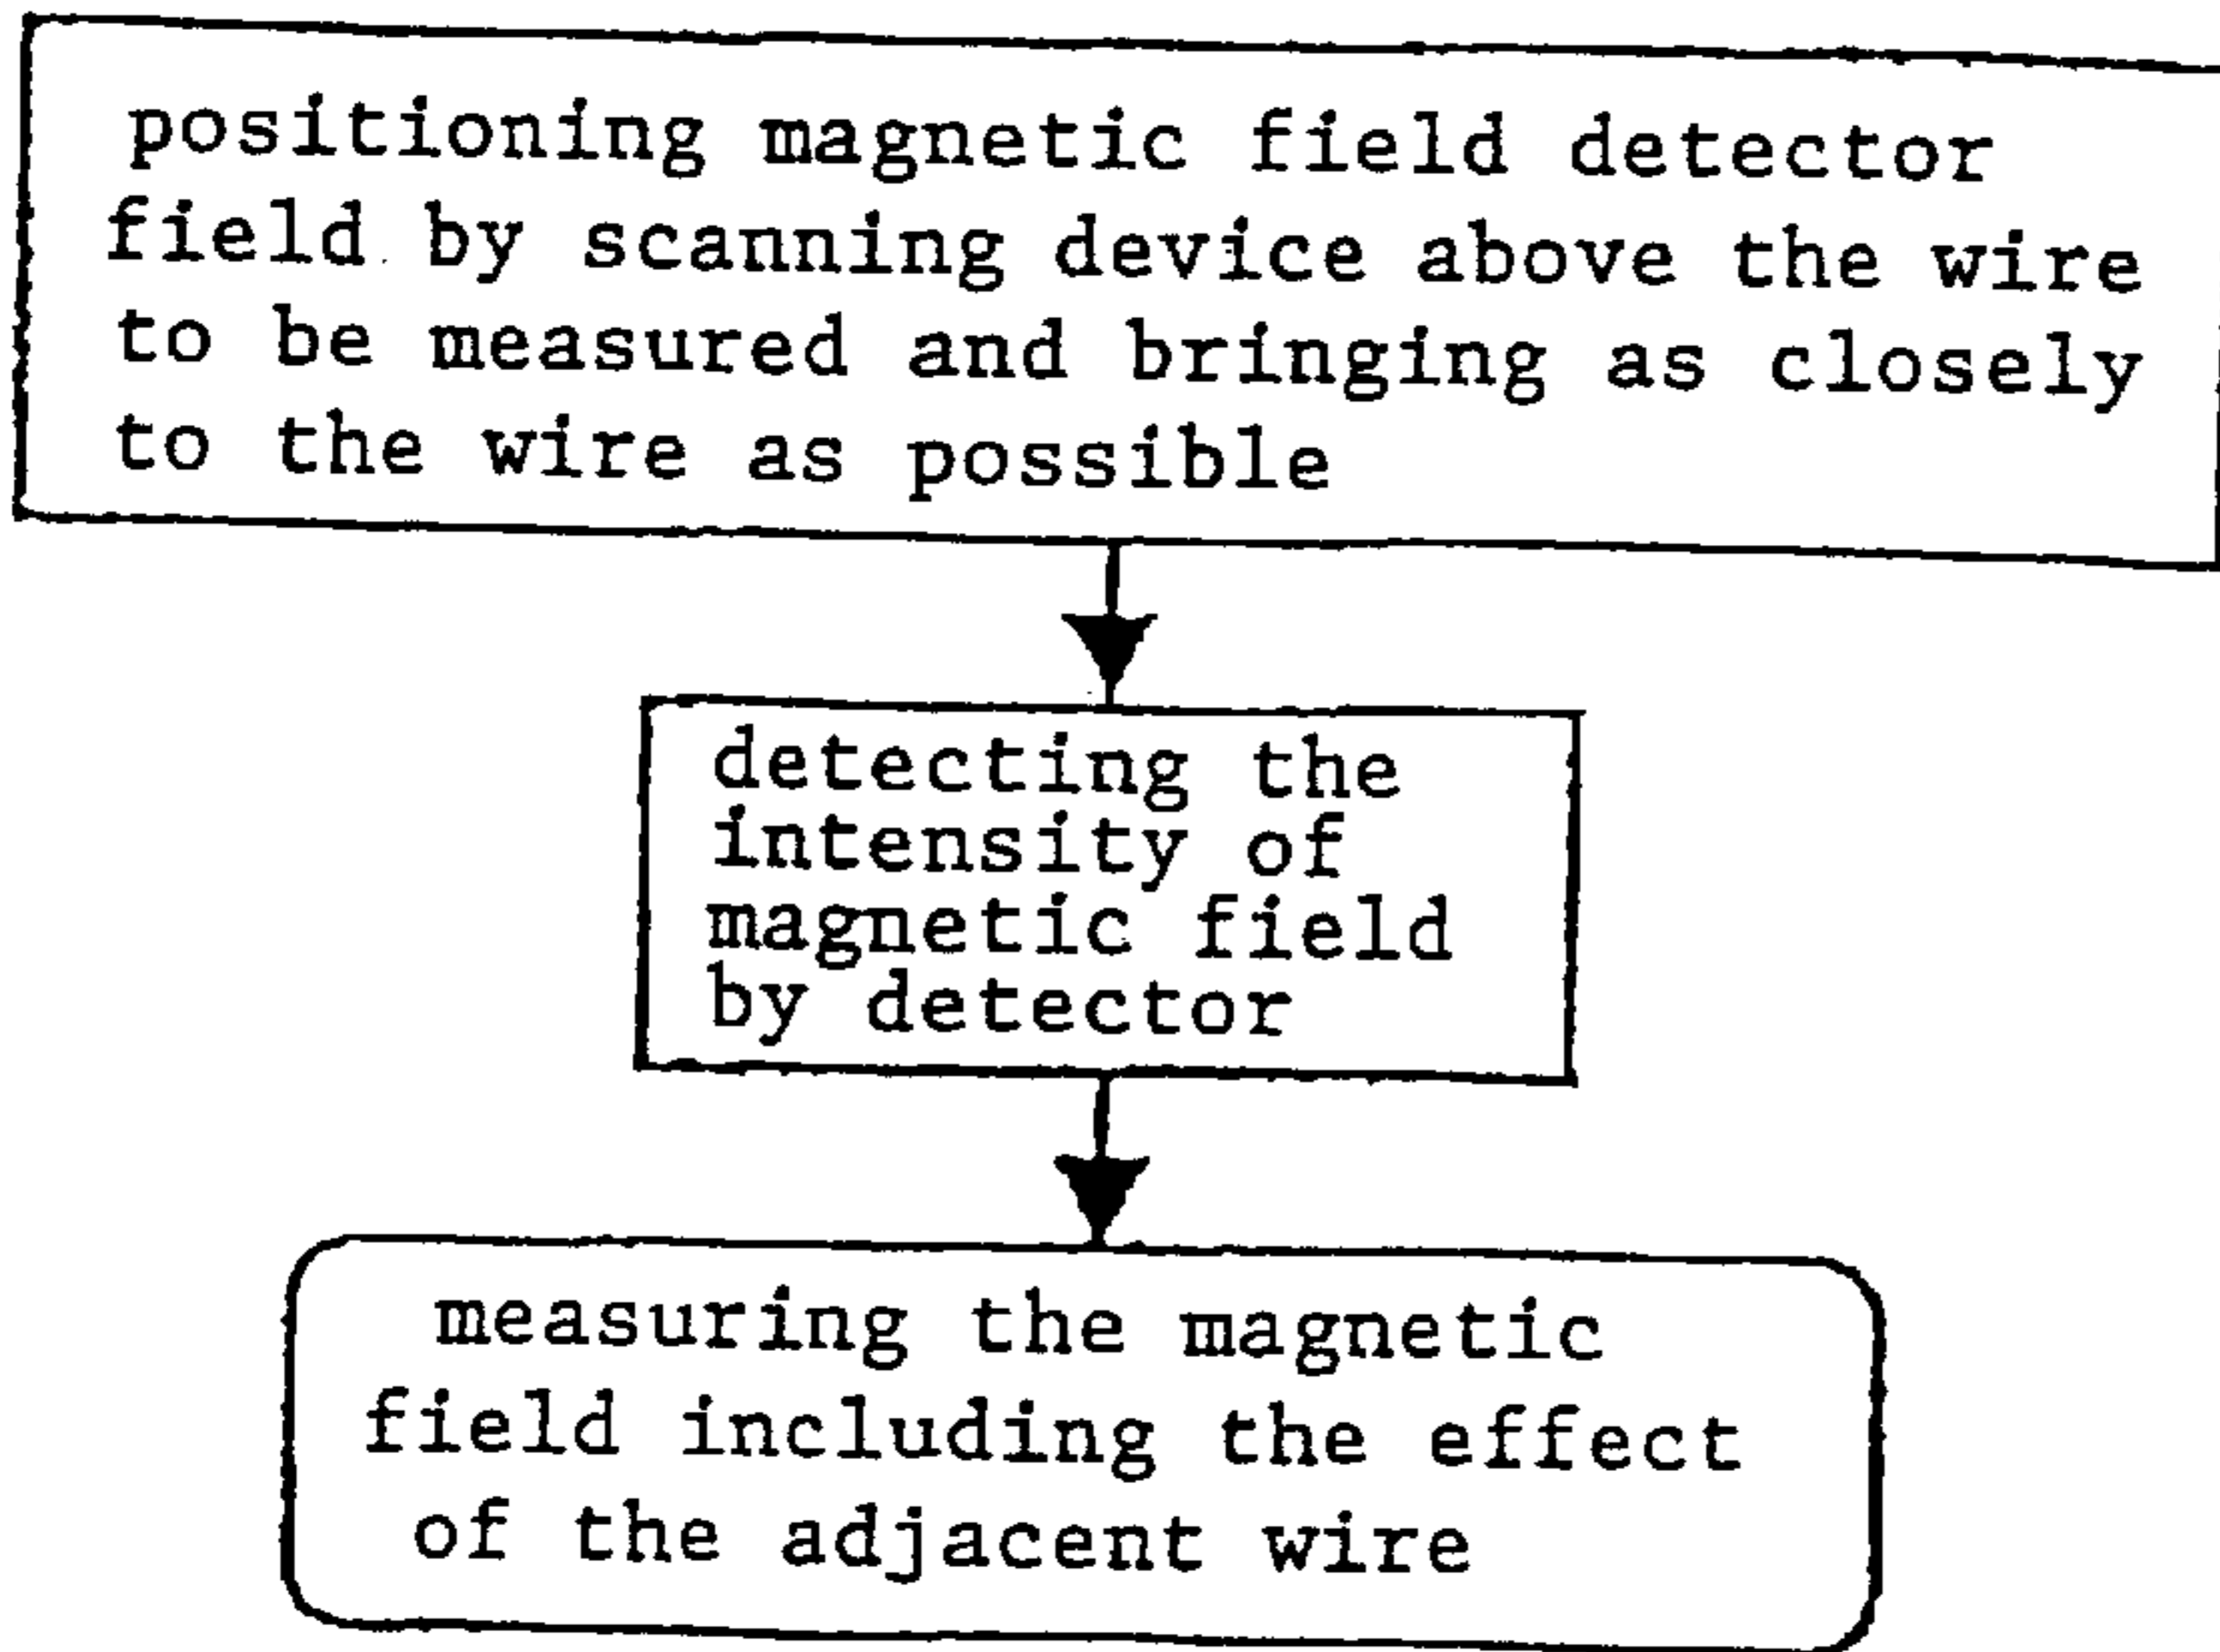 positioning magnetic field detector
field by scanning device above the wire
to be measured and bringing as closely
to the wire as possible
detecting the
intensity of
magnetic field
by detector
measuring the magnetic
field including the effect
of the adjacent wire